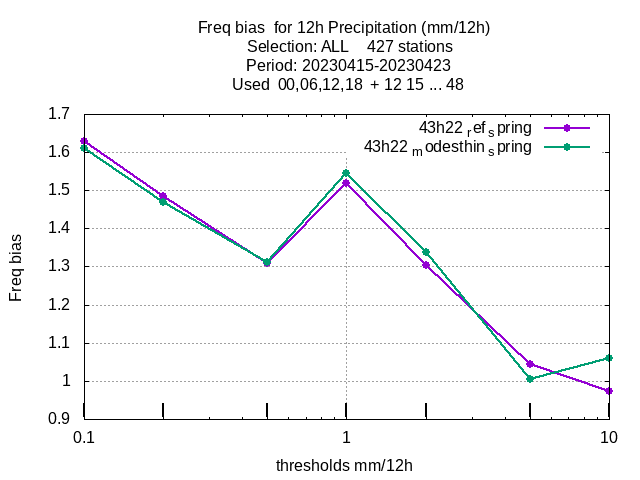 Freq bias  for 12h Precipitation (mm/12h)
Selection: ALL    427 stations
Period: 20230415-20230423
Used  00,06,12,18  + 12 15 ... 48
43h22 ref spring
43h22 modesthin spring
1.7
1.6
1.5
1.4
1.3
1.2
1.1
1
0.9
Freq bias
0.1 1 10
thresholds mm/12h